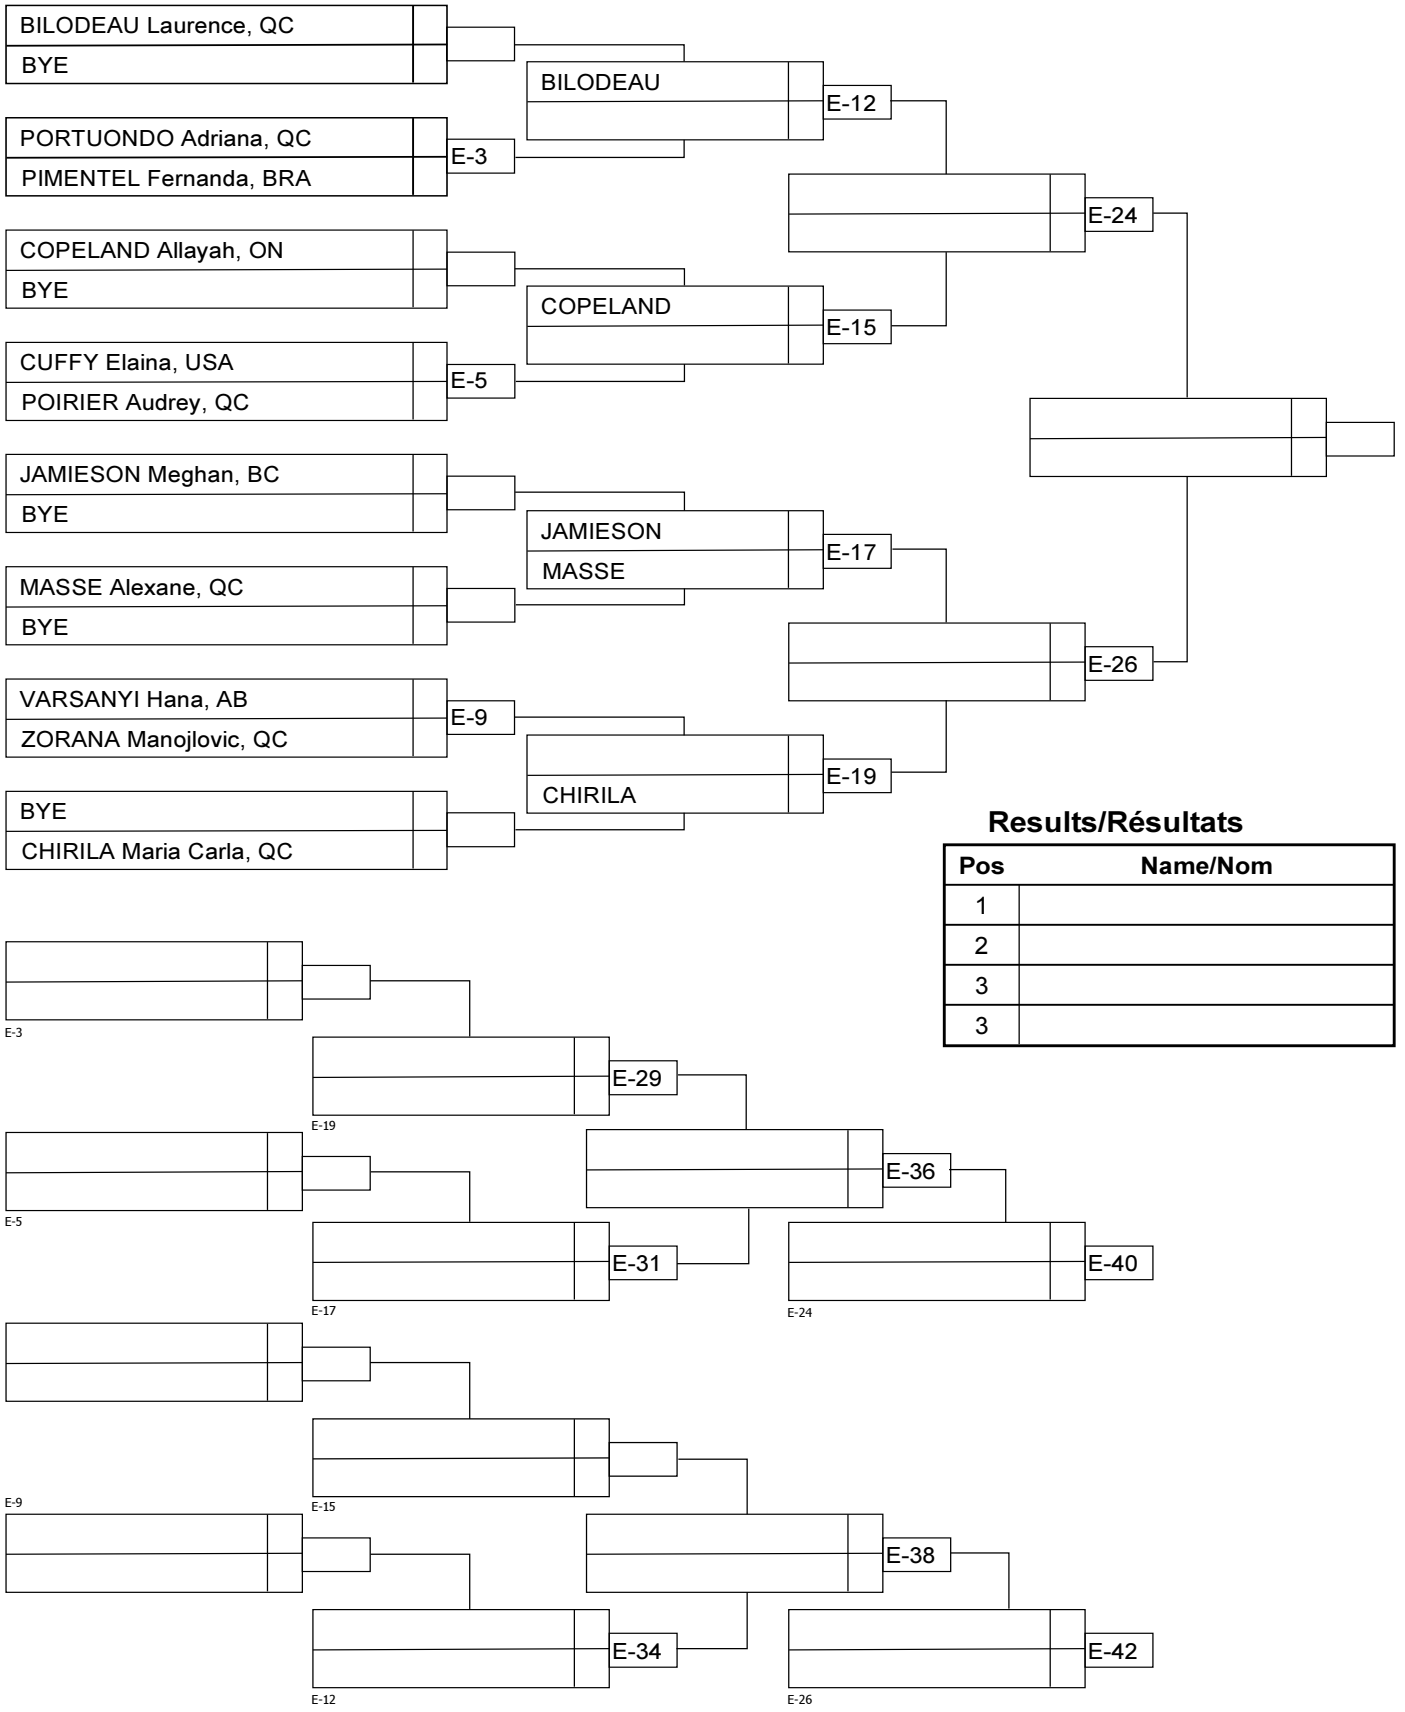 BILODEAU Laurence, QC
BYE
BILODEAU
E-12
PORTUONDO Adriana, QC
E-3
PIMENTEL Fernanda, BRA
E-24
COPELAND Allayah, ON
BYE
COPELAND
E-15
CUFFY Elaina, USA
E-5
POIRIER Audrey, QC
JAMIESON Meghan, BC
BYE
JAMIESON
E-17
MASSE
MASSE Alexane, QC
BYE
E-26
VARSANYI Hana, AB
E-9
ZORANA Manojlovic, QC
E-19
CHIRILA
BYE
CHIRILA Maria Carla, QC
Results/Résultats
Pos Name/Nom
1
2
3
3
E-3
E-29
E-19
E-36
E-5
E-31
E-40
E-17
E-24
E-9
E-15
E-38
E-34
E-42
E-12
E-26